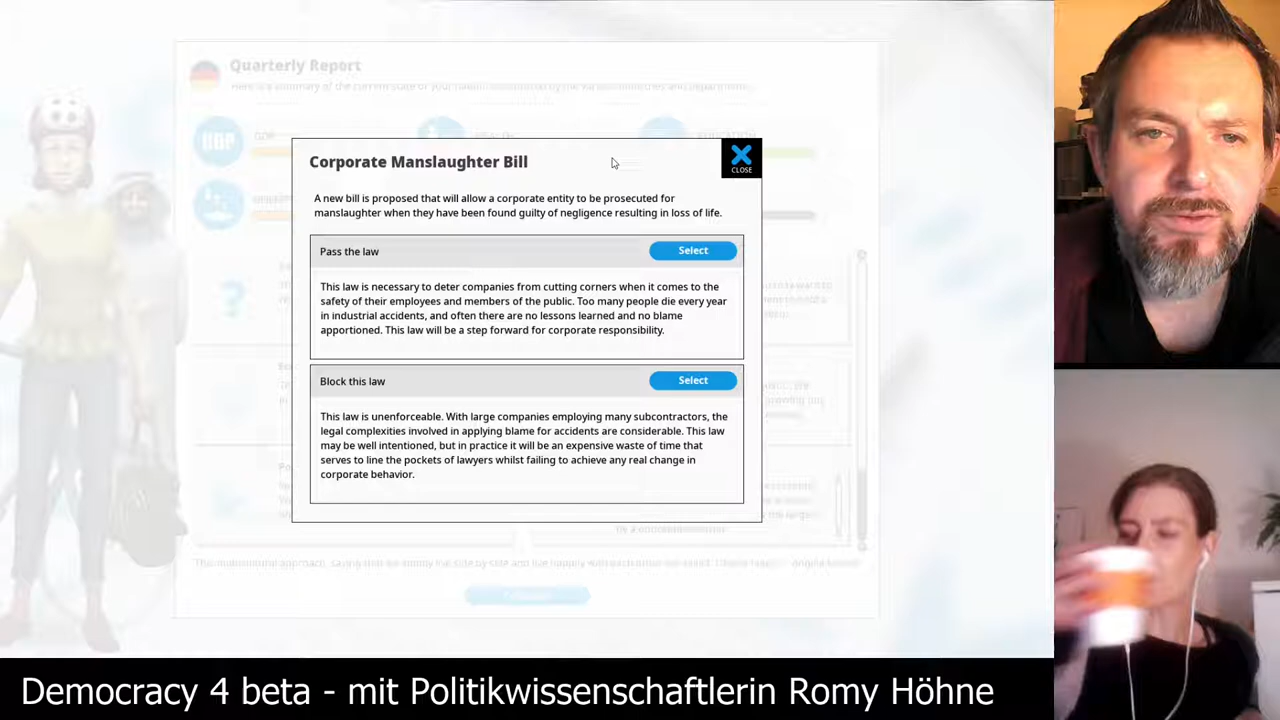 Quarterly Report
GDP
Corporate Manslaughter Bill
CLOSE
A new bill is proposed that will allow a corporate entity to be prosecuted for
manslaughter when they have been found guilty of negligence resulting in loss of life.
Pass the law
Select
This law is necessary to deter companies from cutting corners when it comes to the
safety of their employees and members of the public. Too many people die every year
in industrial accidents, and often there are no lessons learned and no blame
apportioned. This law will be a step forward for corporate responsibility.
Block this law
Select
This law is unenforceable. With large companies employing many subcontractors, the
legal complexities involved in applying blame for accidents are considerable. This law
may be well intentioned, but in practice it will be an expensive waste of time that
serves to line the pockets of lawyers whilst failing to achieve any real change in
corporate behavior.
Democracy 4 beta - mit Politikwissenschaftlerin Romy Höhne